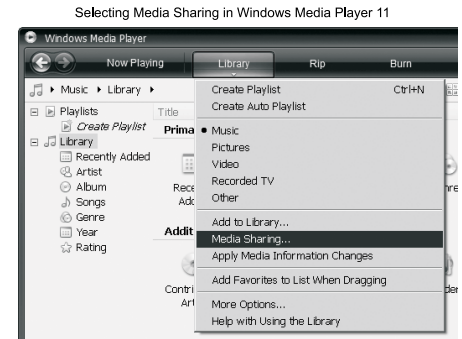 Selecting Media Sharing in Windows Media Player 11
Windows Media Player
Now Playing Library Rip Burn
Music Library
Playlists
Create Playlist
Library
Recently Added
Artist
Album
Songs
Genre
Year
Rating
Title
Prima
Rece
Add
Addit
Contri
Art
Create Playlist Ctrl+N
Create Auto Playlist
Music
Pictures
Video
Recorded TV
Other
Add to Library...
Media Sharing...
Apply Media Information Changes
Add Favorites to List When Dragging
More Options...
Help with Using the Library
nre
der